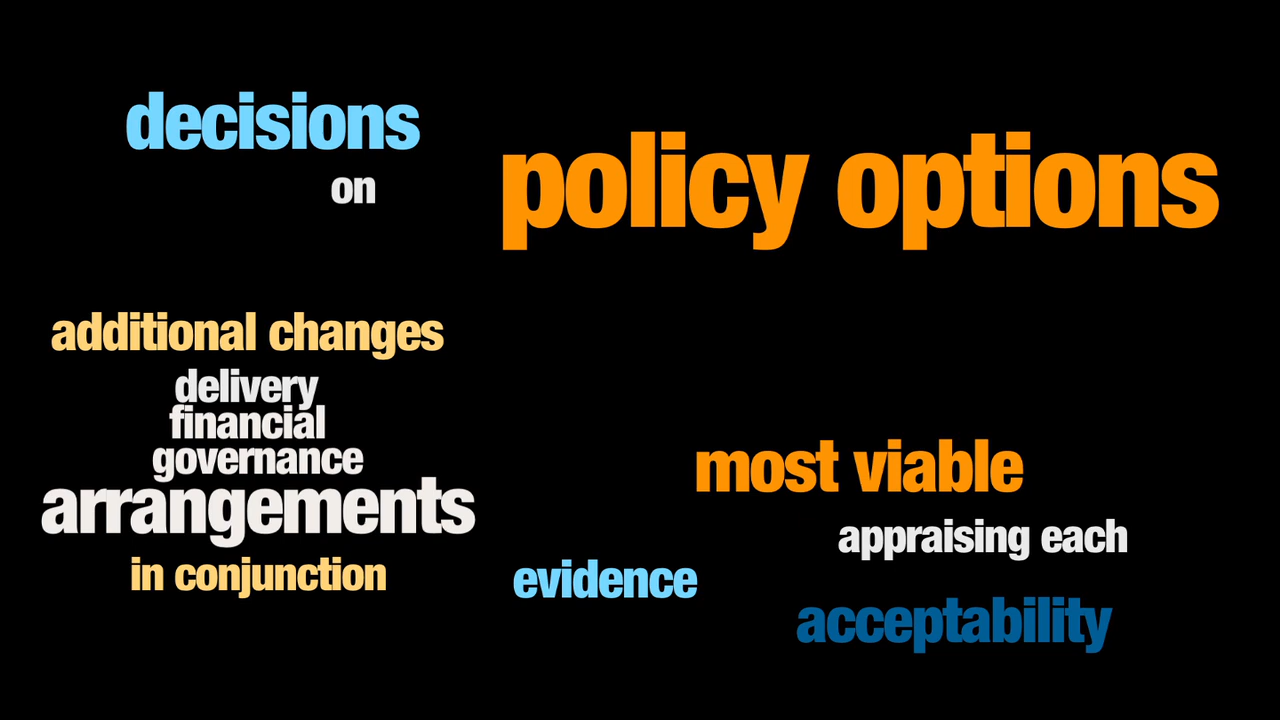 decisions
on
policy options
additional changes
delivery
financial
governance
arrangements
in conjunction
most viable
appraising each
evidence
acceptability